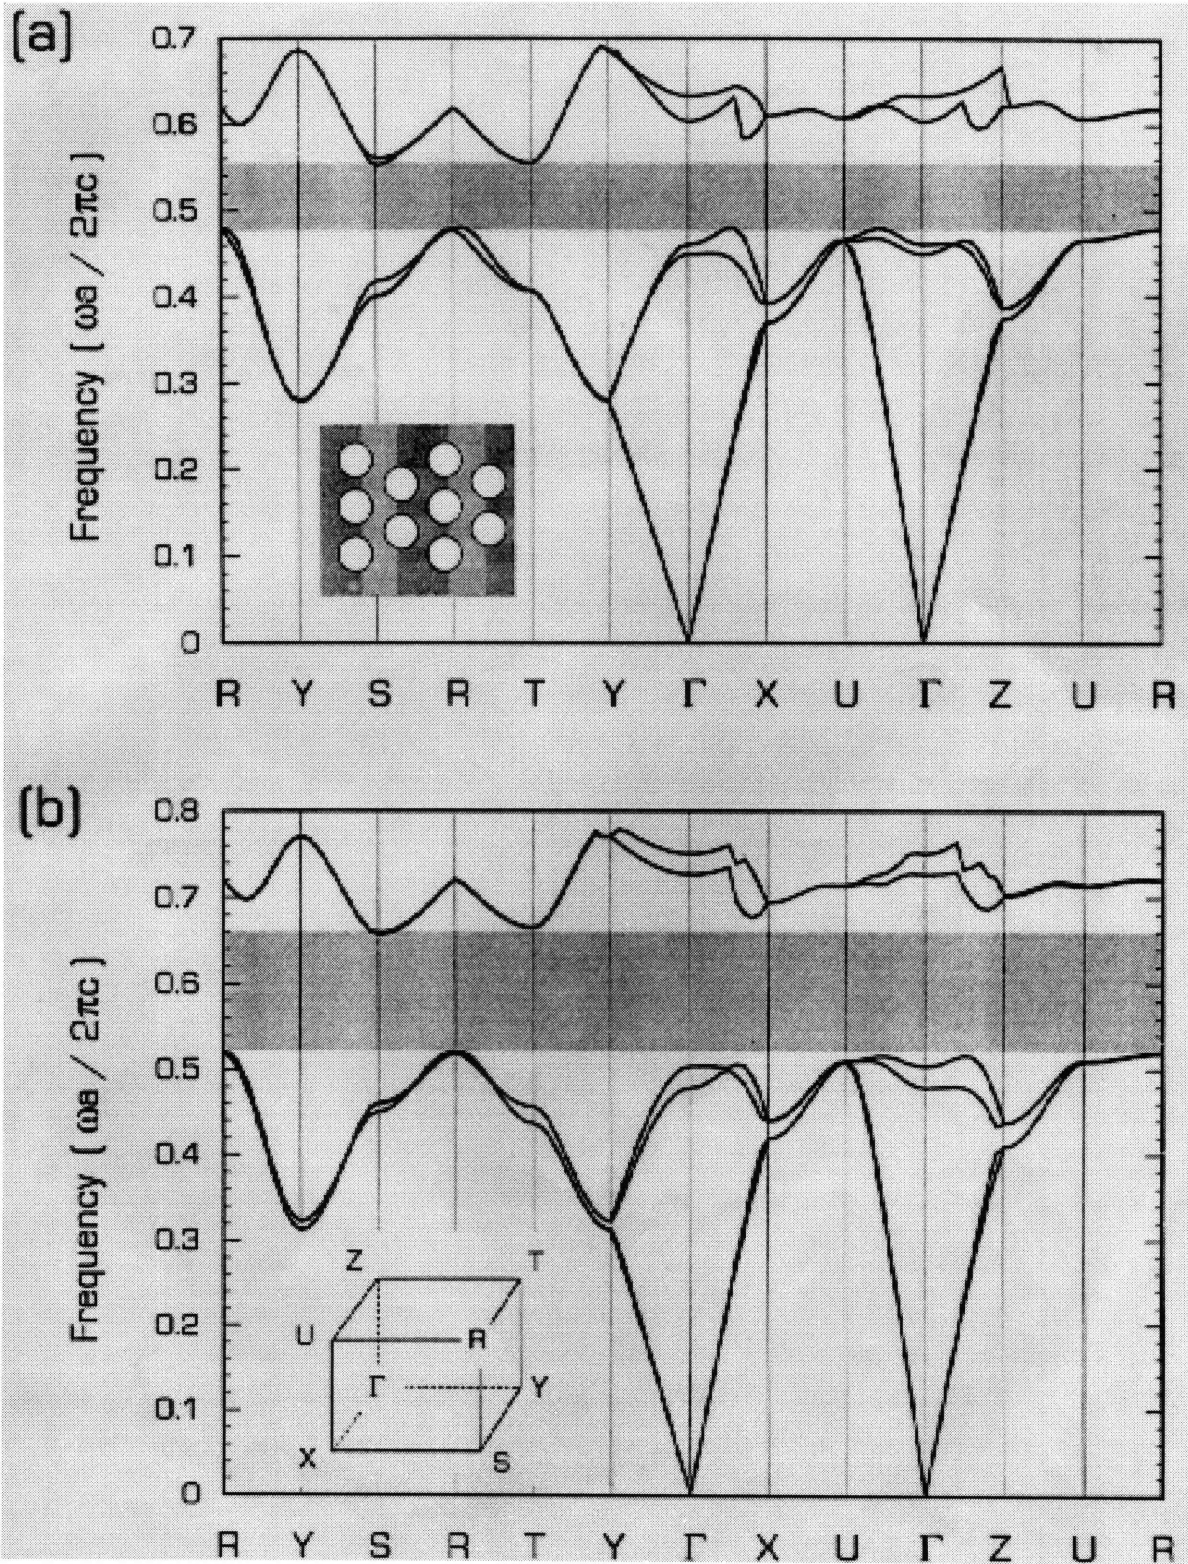 (a)
0.7
0.6
0.5
0.4
0.3
0.2
0.1
0
Frequency [ ωa / 2πc ]
R Y S R T Y Γ X U Γ Z U R
(b)
0.8
0.7
0.6
0.5
0.4
0.3
0.2
0.1
0
Frequency [ ωa / 2πc ]
Z T
U R
Γ Y
X S
R Y S R T Y Γ X U Γ Z U R